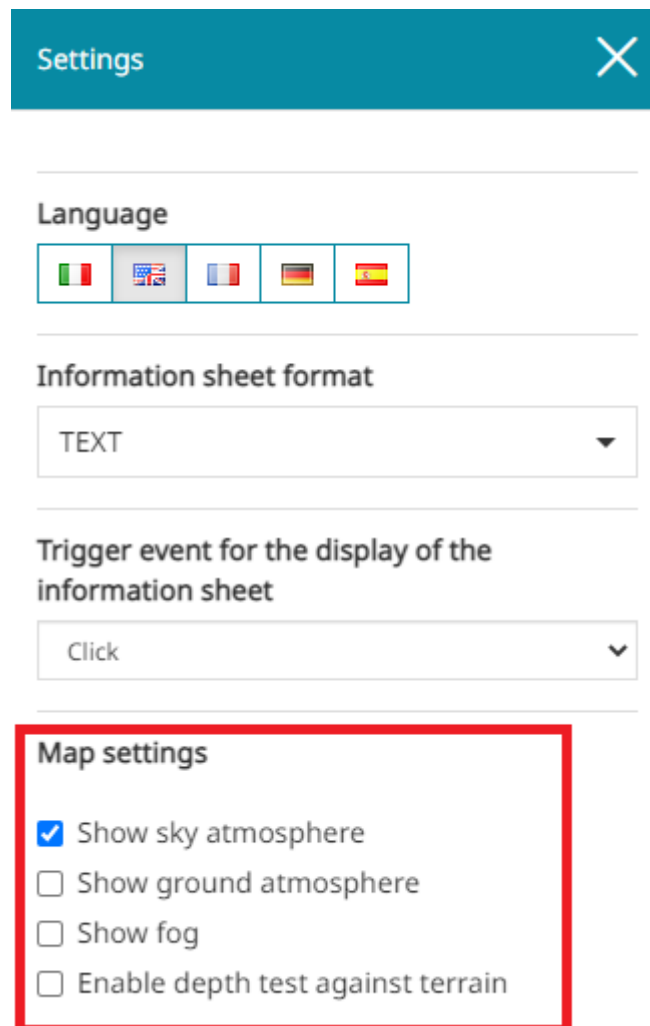 Settings
Language
Information sheet format
TEXT
Trigger event for the display of the
information sheet
Click
Map settings
Show sky atmosphere
Show ground atmosphere
Show fog
Enable depth test against terrain